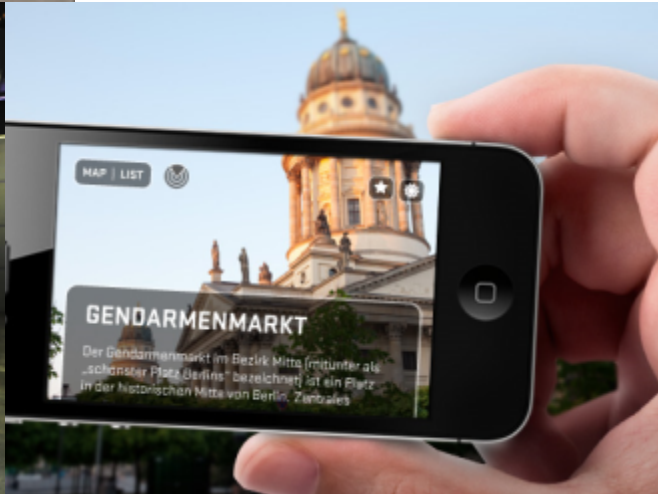 MAP | LIST
GENDARMENMARKT
Der Gendarmenmarkt im Bezirk Mitte (mitunter als
„schönster Platz Berlins“ bezeichnet) ist ein Platz
in der historischen Mitte von Berlin. Zentrales